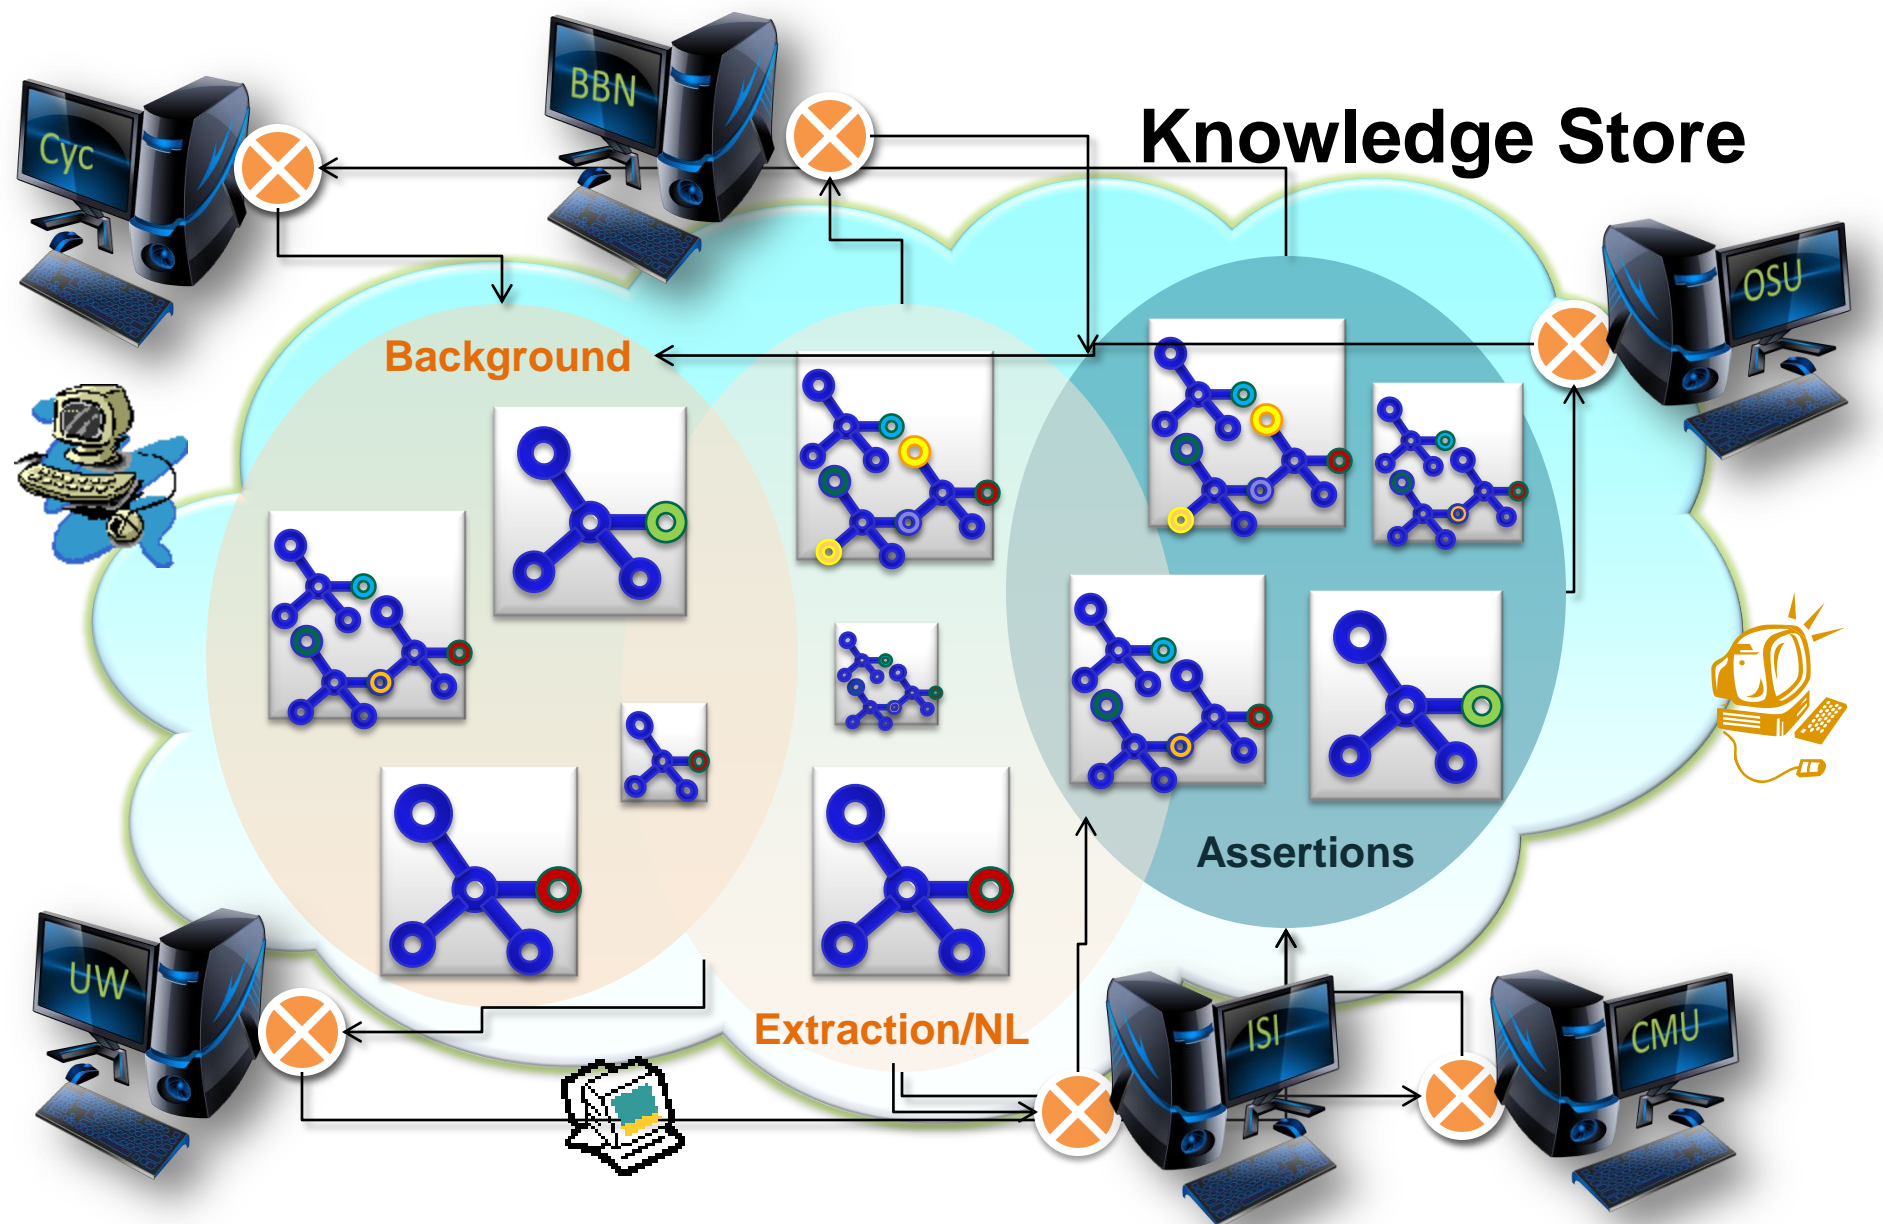 BBN
Knowledge Store
Cyc
OSU
Background
Assertions
UW
Extraction/NL
ISI
CMU